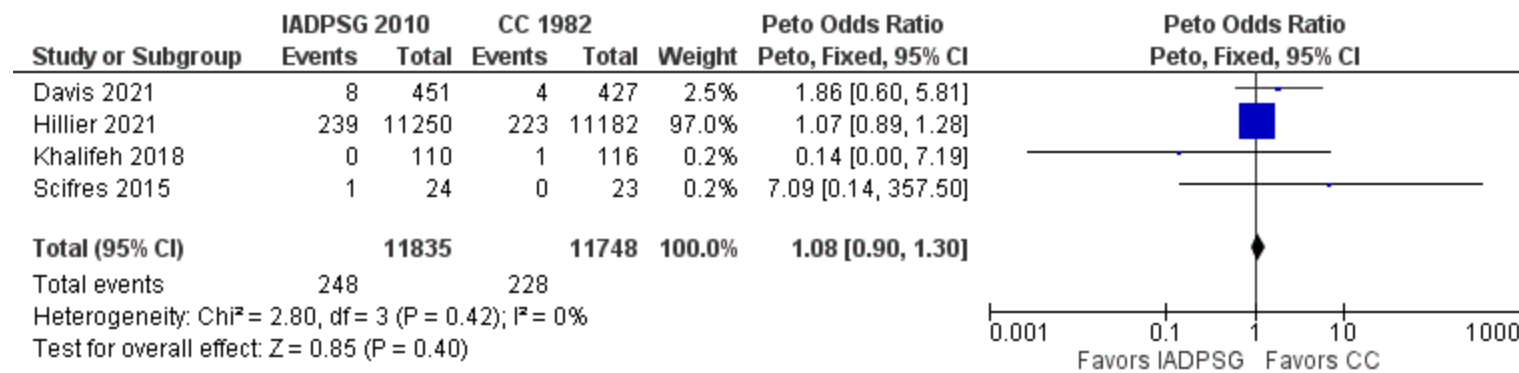 IADPSG 2010 CC 1982 Peto Odds Ratio Peto Odds Ratio
Study or Subgroup Events Total Events Total Weight Peto, Fixed, 95% CI Peto, Fixed, 95% CI
Davis 2021 8 451 4 427 2.5% 1.86 [0.60, 5.81]
Hillier 2021 239 11250 223 11182 97.0% 1.07 [0.89, 1.28]
Khalifeh 2018 0 110 1 116 0.2% 0.14 [0.00, 7.19]
Scifres 2015 1 24 0 23 0.2% 7.09 [0.14, 357.50]
Total (95% CI) 11835 11748 100.0% 1.08 [0.90, 1.30]
Total events 248 228
Heterogeneity: Chi² = 2.80, df = 3 (P = 0.42); I² = 0%
Test for overall effect: Z = 0.85 (P = 0.40)
0.001 0.1 1 10 1000
Favors IADPSG Favors CC